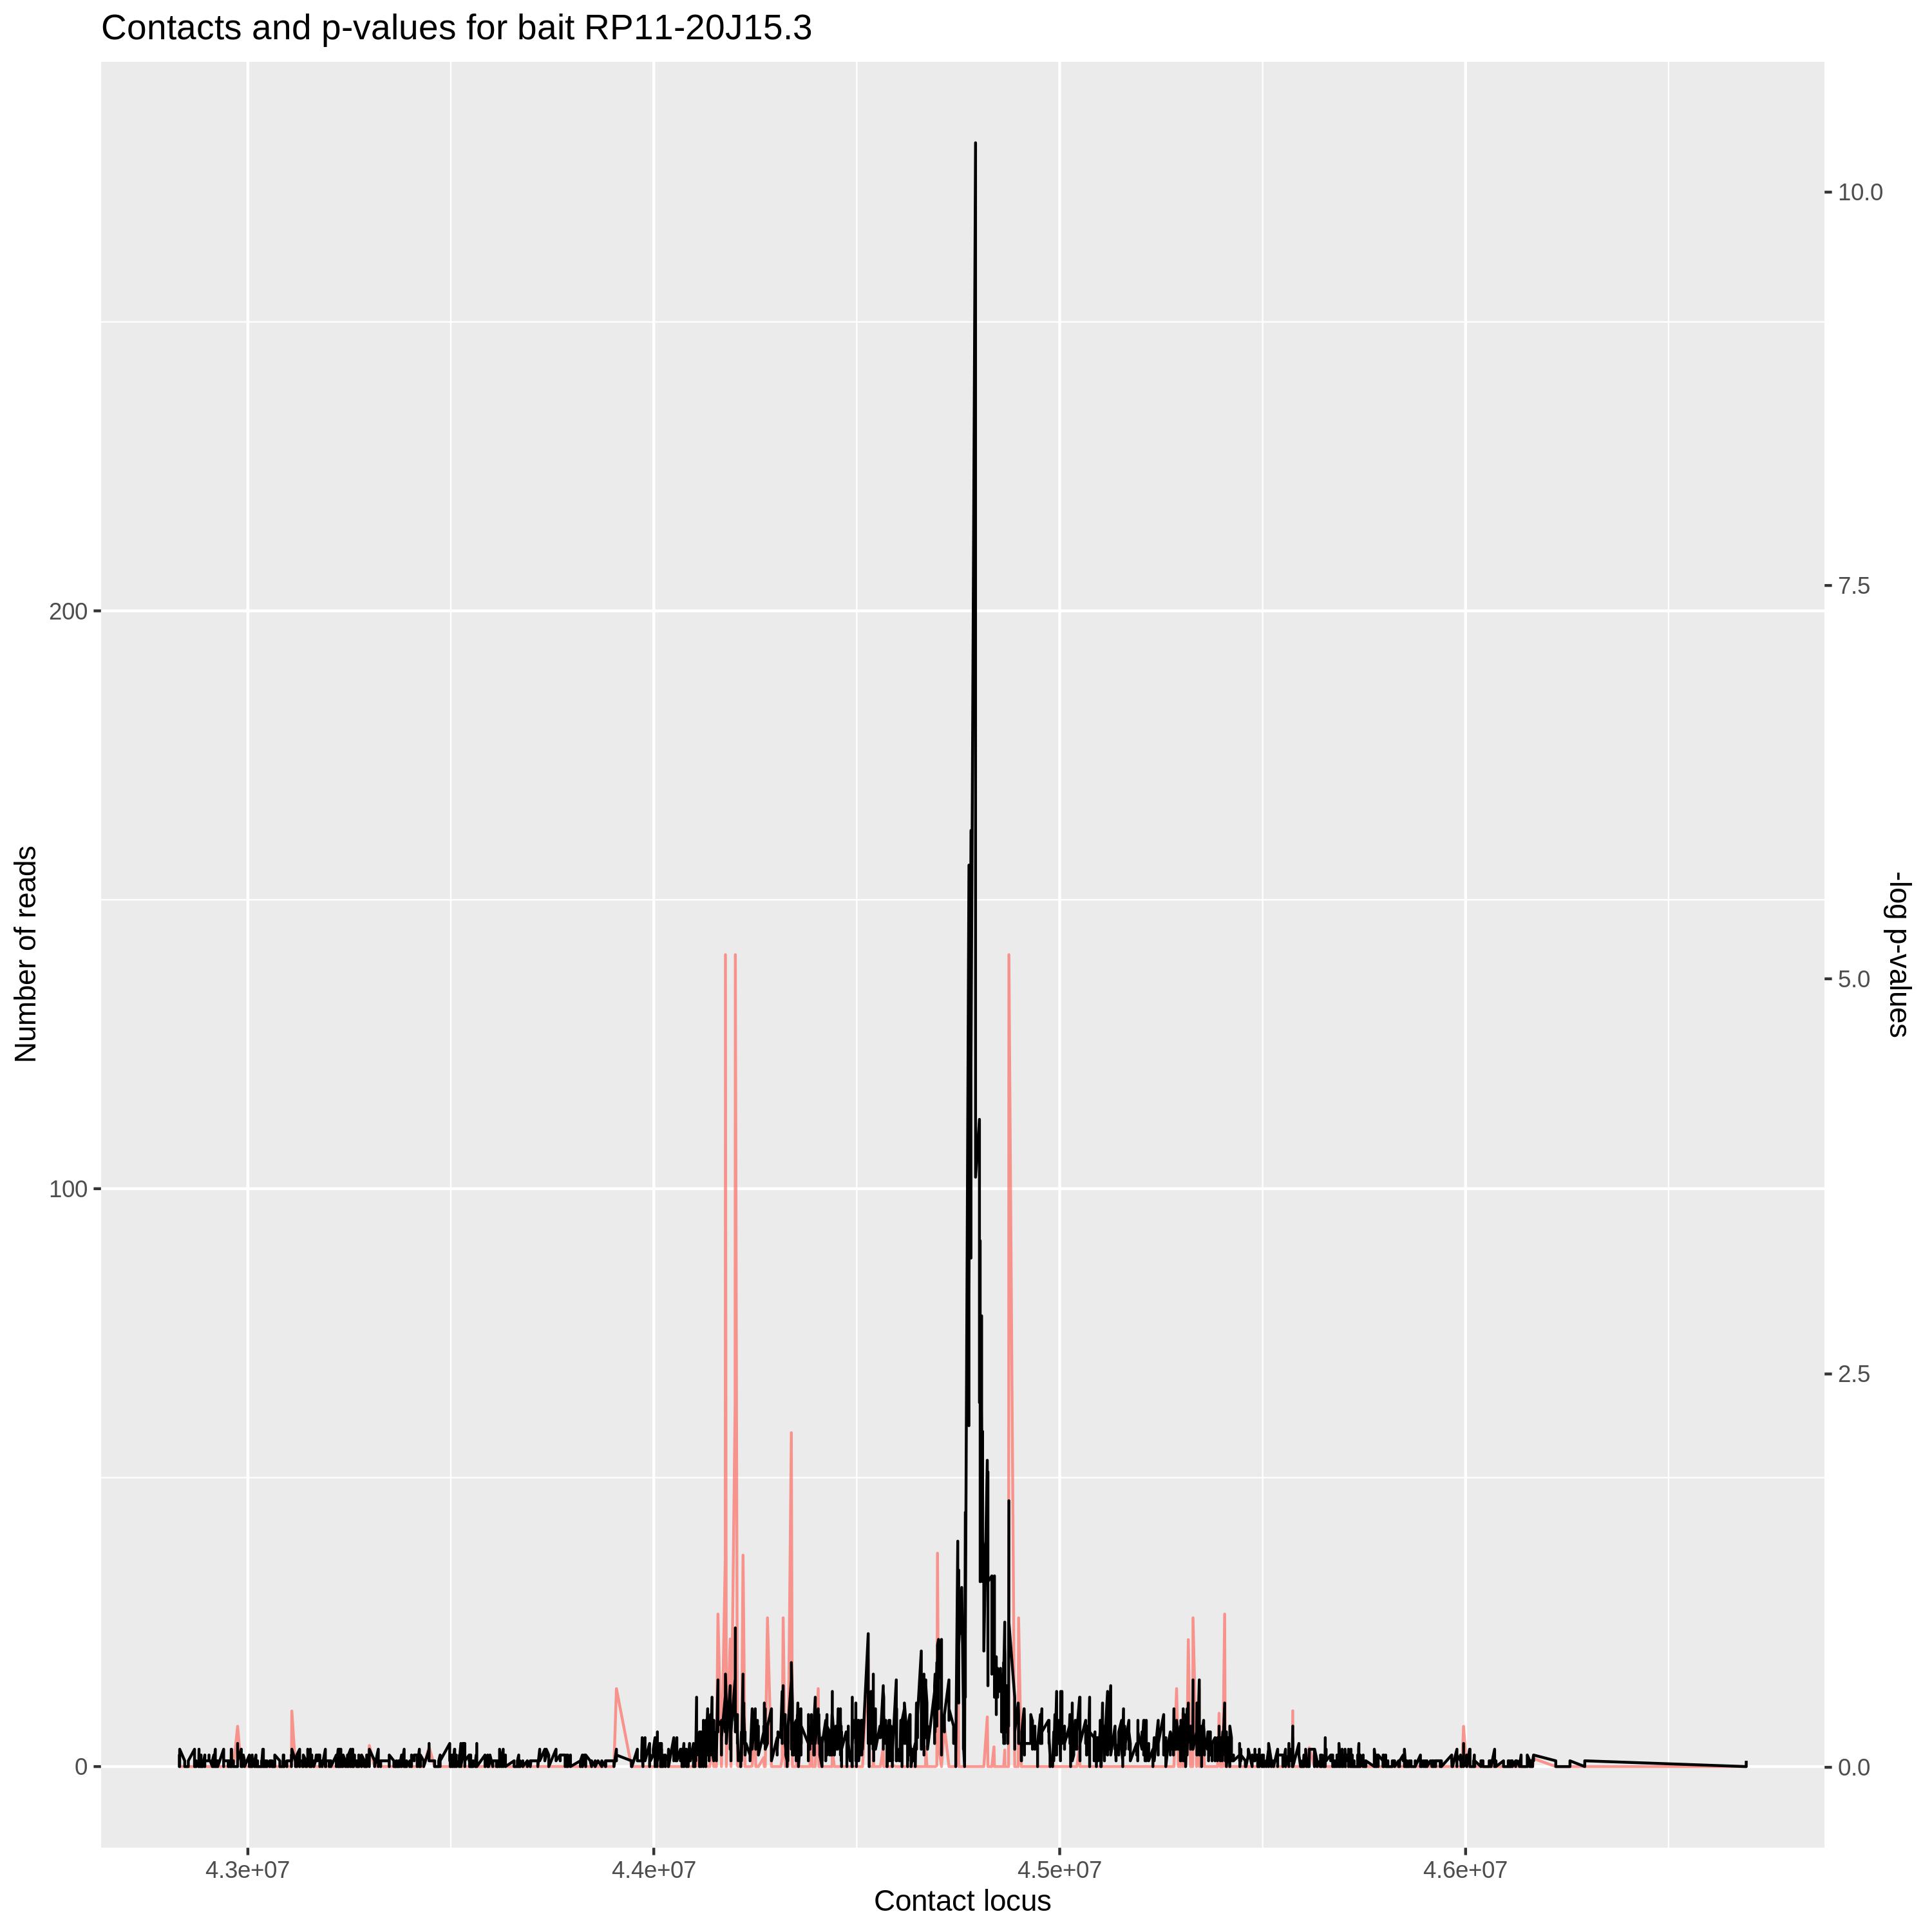 Contacts and p-values for bait RP11-20J15.3
Number of reads
200
100
0
10.0
7.5
5.0
2.5
0.0
-log p-values
4.3e+07
4.4e+07
4.5e+07
4.6e+07
Contact locus